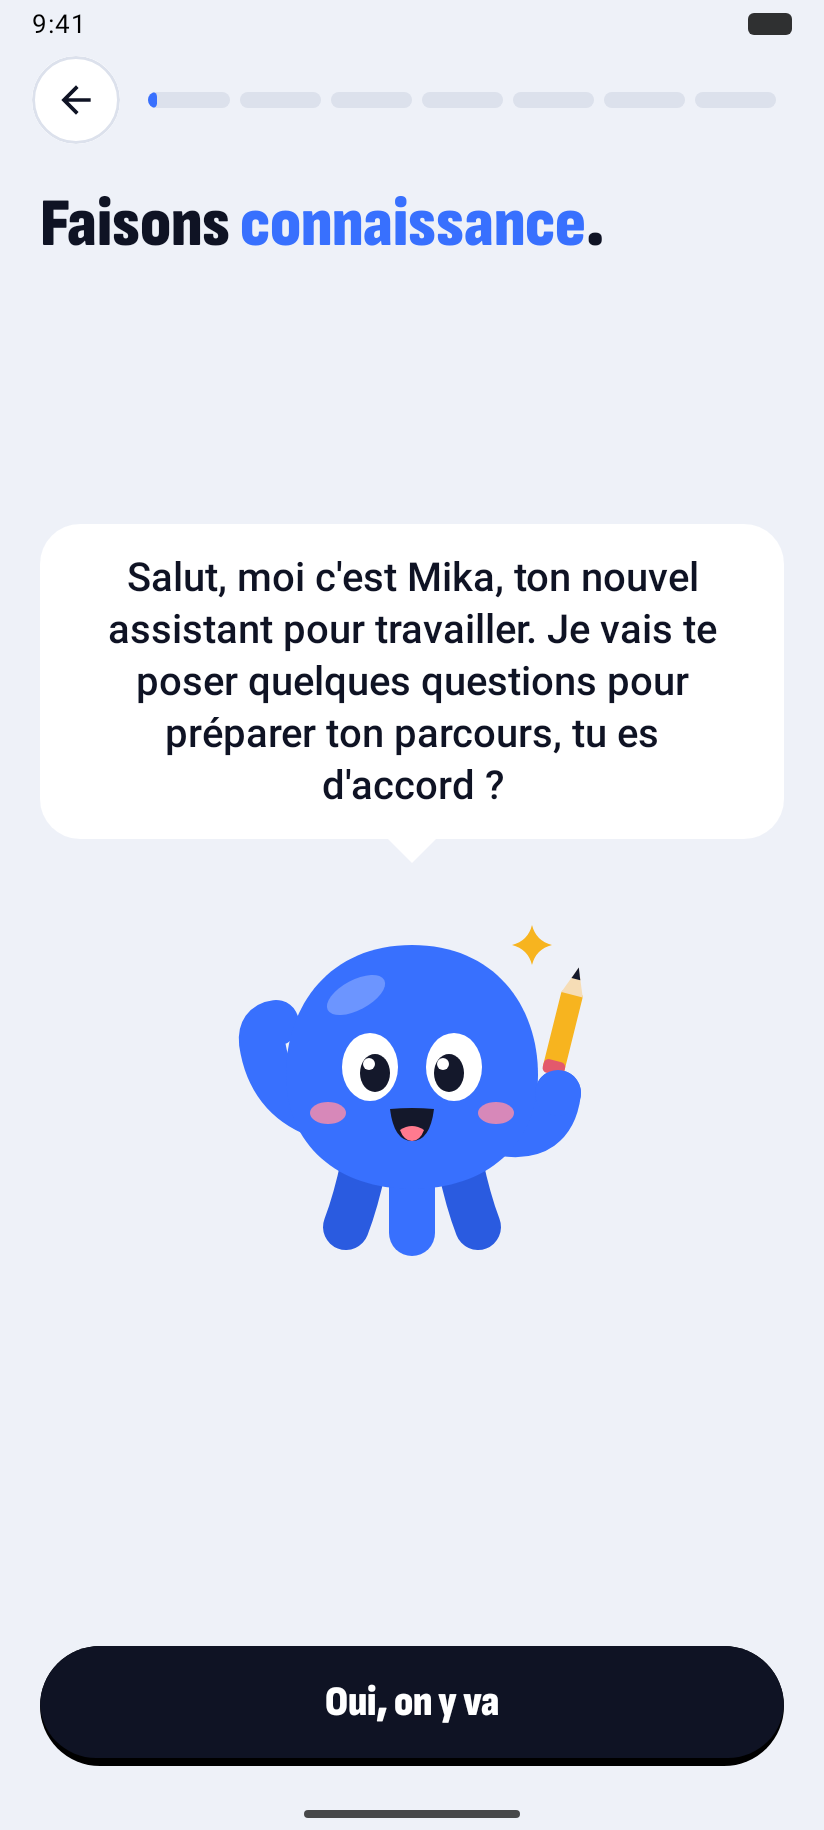 9:41
Faisons connaissance.
Salut, moi c'est Mika, ton nouvel
assistant pour travailler. Je vais te
poser quelques questions pour
préparer ton parcours, tu es
d'accord ?
Oui, on y va